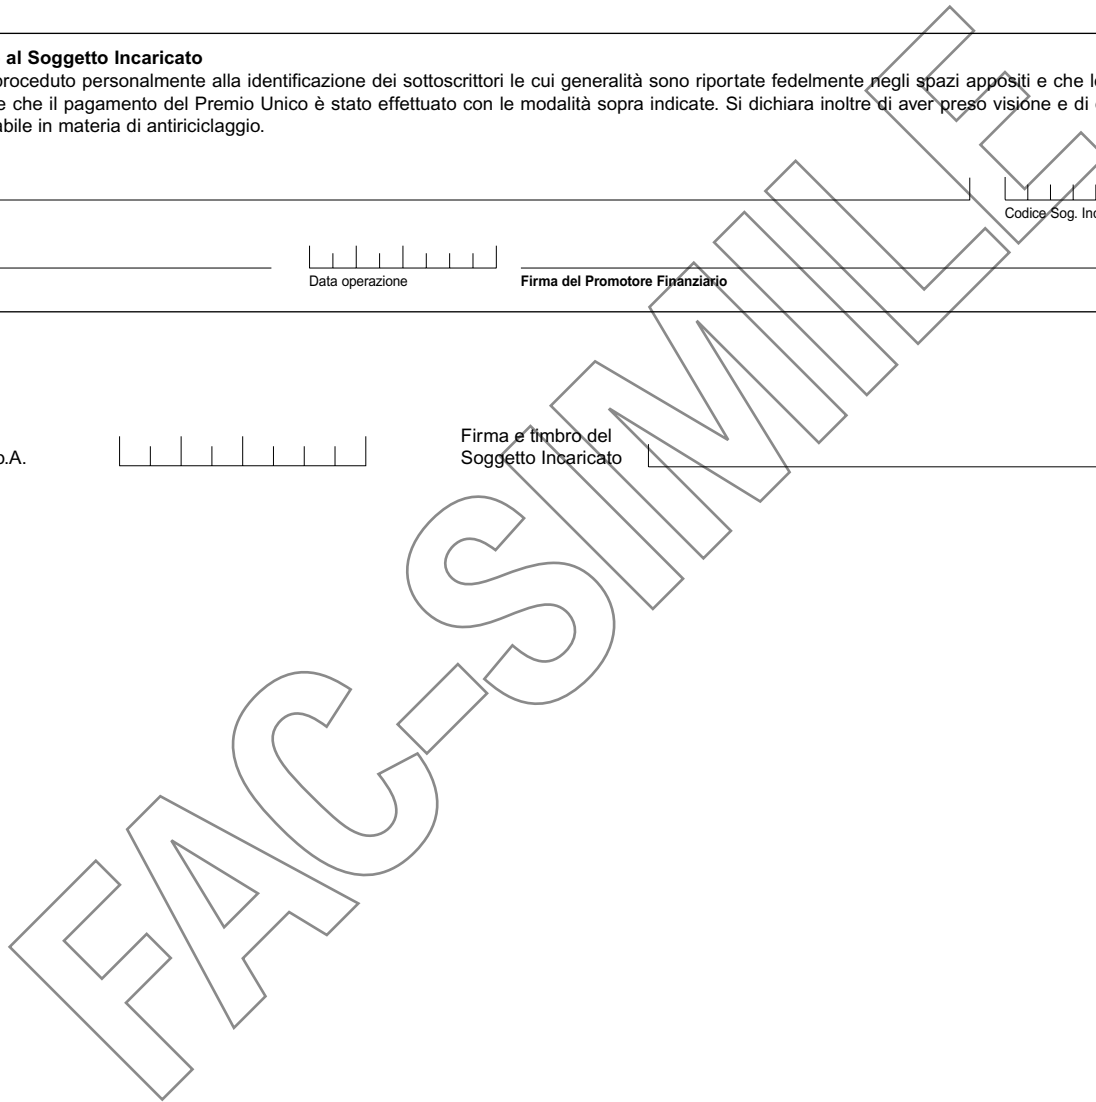 al Soggetto Incaricato
proceduto personalmente alla identificazione dei sottoscrittori le cui generalità sono riportate fedelmente negli spazi appositi e che
e che il pagamento del Premio Unico è stato effettuato con le modalità sopra indicate. Si dichiara inoltre di aver preso visione e di
abile in materia di antiriciclaggio.
Codice Sog. Inc
Data operazione
Firma del Promotore Finanziario
Firma e timbro del
p.A.
Soggetto Incaricato
FAC-SIMILE